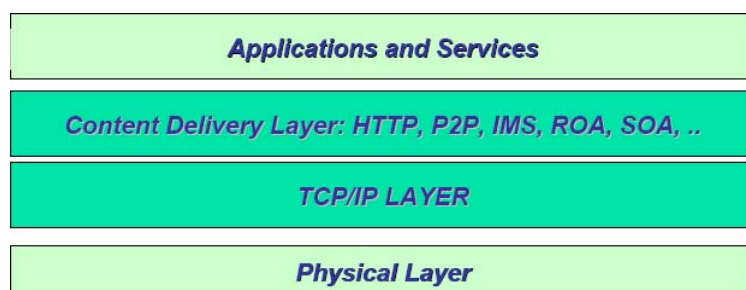 Applications and Services
Content Delivery Layer: HTTP, P2P, IMS, ROA, SOA, ..
TCP/IP LAYER
Physical Layer